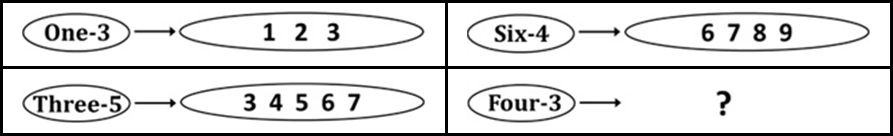 One-3 1 2 3
Six-4 6 7 8 9
Three-5 3 4 5 6 7
Four-3 ?